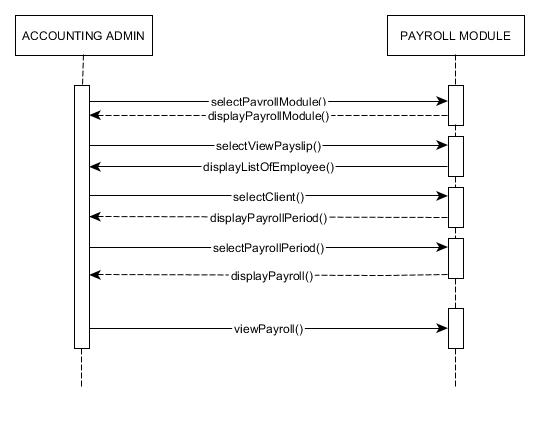 ACCOUNTING ADMIN
PAYROLL MODULE
selectPayrollModule()
displayPayrollModule()
selectViewPayslip()
displayListOfEmployee()
selectClient()
displayPayrollPeriod()
selectPayrollPeriod()
displayPayroll()
viewPayroll()